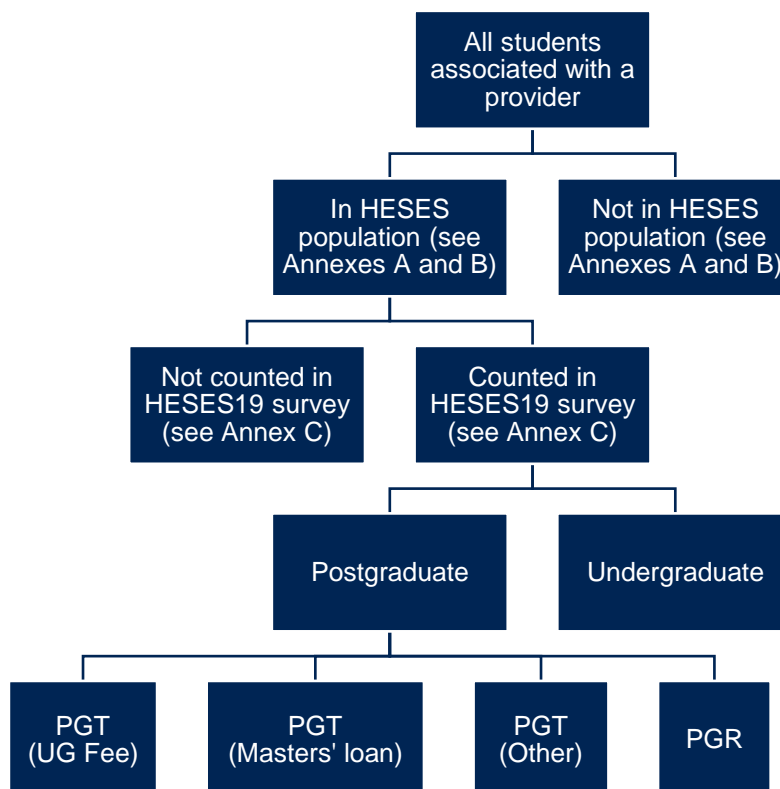 All students
associated with a
provider
In HESES
population (see
Annexes A and B)
Not in HESES
population (see
Annexes A and B)
Not counted in
HESES19 survey
(see Annex C)
Counted in
HESES19 survey
(see Annex C)
Postgraduate
Undergraduate
PGT
(UG Fee)
PGT
(Masters' loan)
PGT
(Other)
PGR